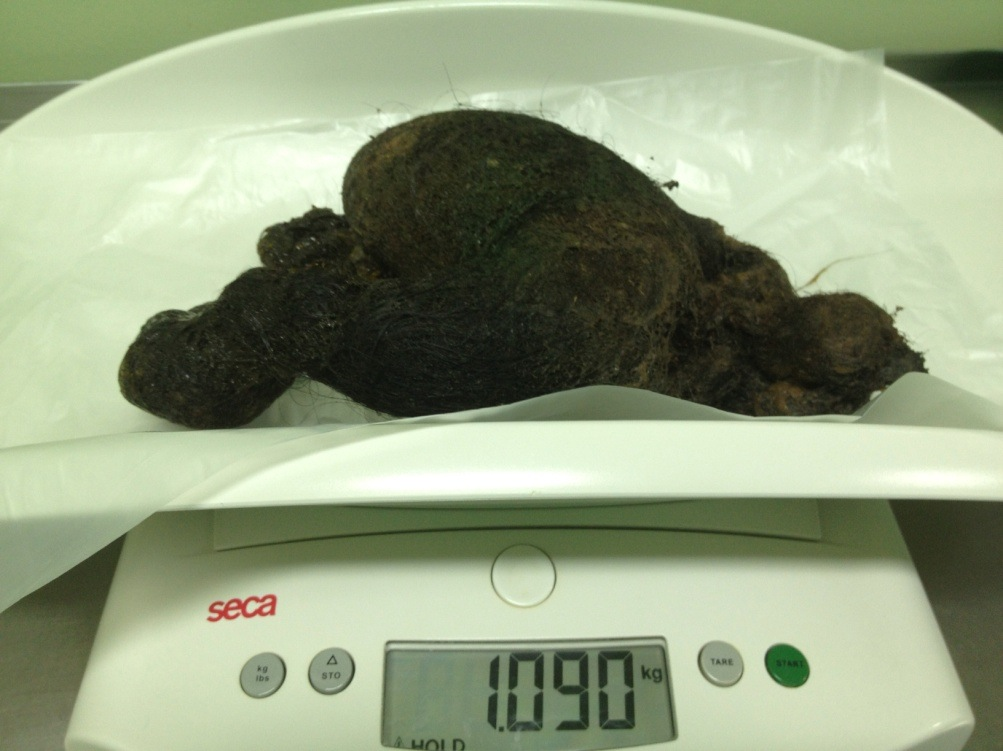 seca
kg
lbs
STO
1.090 kg
HOLD
TARE
START